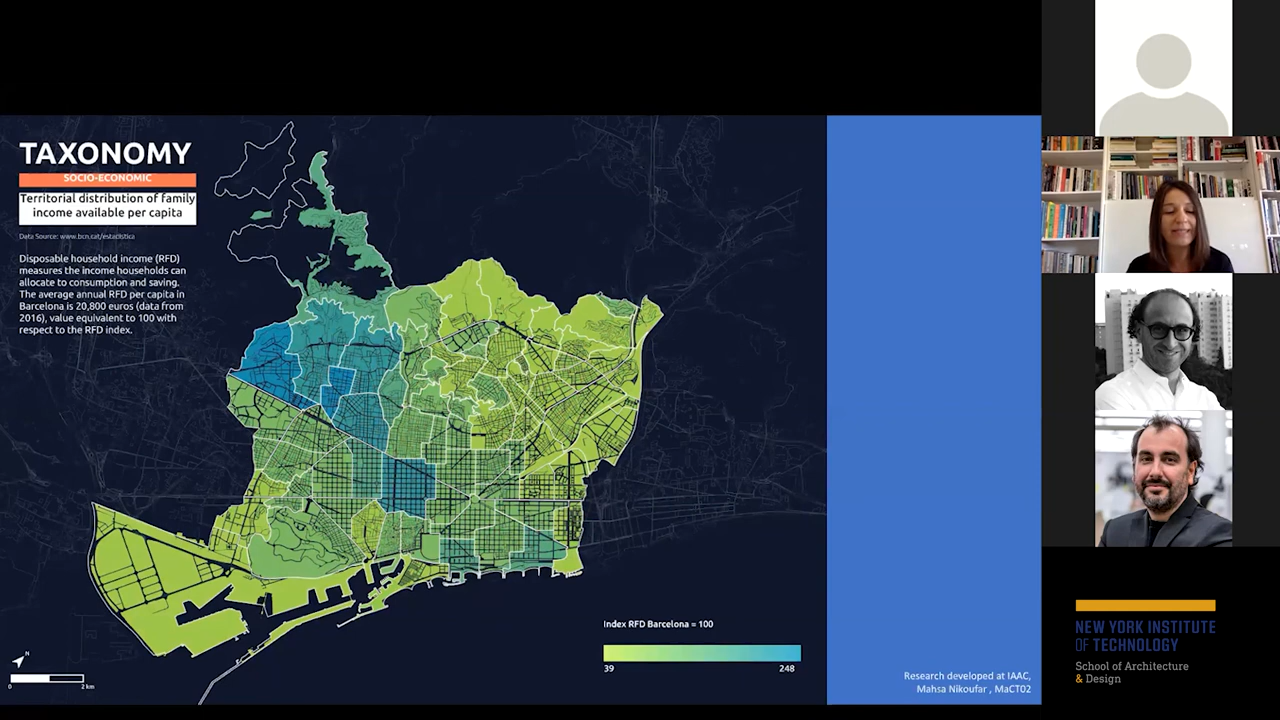 TAXONOMY
SOCIO-ECONOMIC
Territorial distribution of family
income available per capita
Data Source: www.bcn.cat/estadistica
Disposable household income (RFD)
measures the income households can
allocate to consumption and saving.
The average annual RFD per capita in
Barcelona is 20,800 euros (data from
2016), value equivalent to 100 with
respect to the RFD index.
N
0 2 km
Index RFD Barcelona = 100
39 248
Research developed at IAAC,
Mahsa Nikoufar , MaCT02
NEW YORK INSTITUTE
OF TECHNOLOGY
School of Architecture
& Design